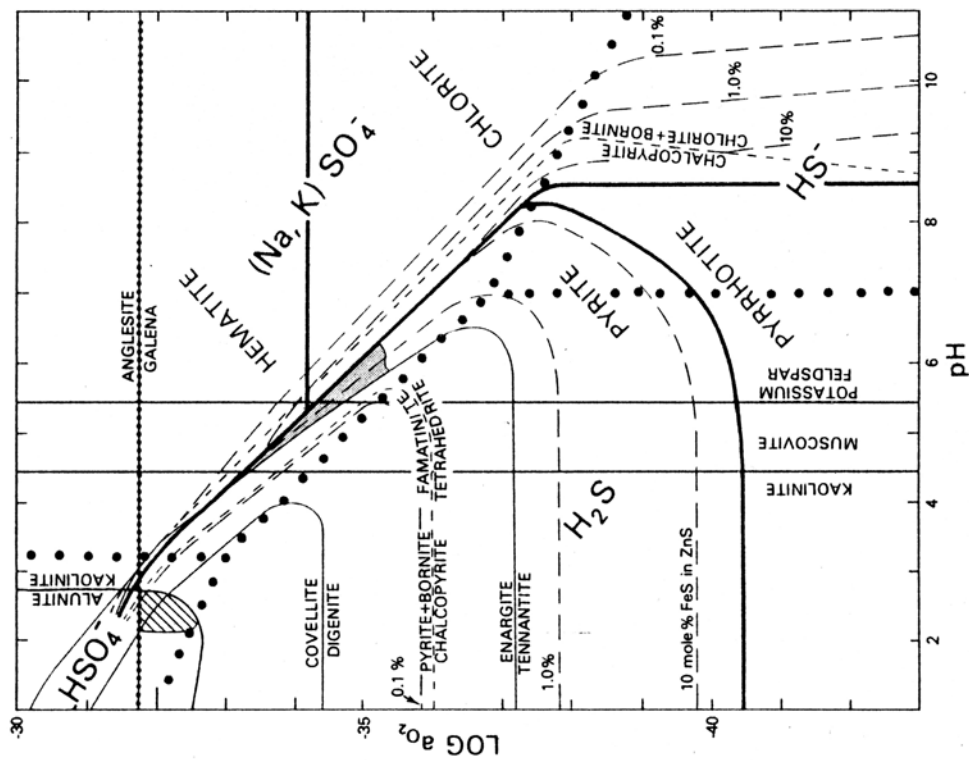 ANGLESITE
GALENA
HEMATITE
(Na, K) SO₄⁻
CHLORITE
0.1%
1.0%
10%
CHLORITE+BORNITE
CHALCOPYRITE
HS⁻
HSO₄⁻
KAOLINITE
ALUNITE
COVELLITE
DIGENITE
0.1%
PYRITE+BORNITE
CHALCOPYRITE
FAMATINITE
TETRAHEDRITE
ENARGITE
TENNANTITE
1.0%
H₂S
10 mole % FeS in ZnS
PYRITE
PYRRHOTITE
KAOLINITE
MUSCOVITE
POTASSIUM
FELDSPAR
-30
-35
-40
LOG aO₂
2
4
6
8
10
pH